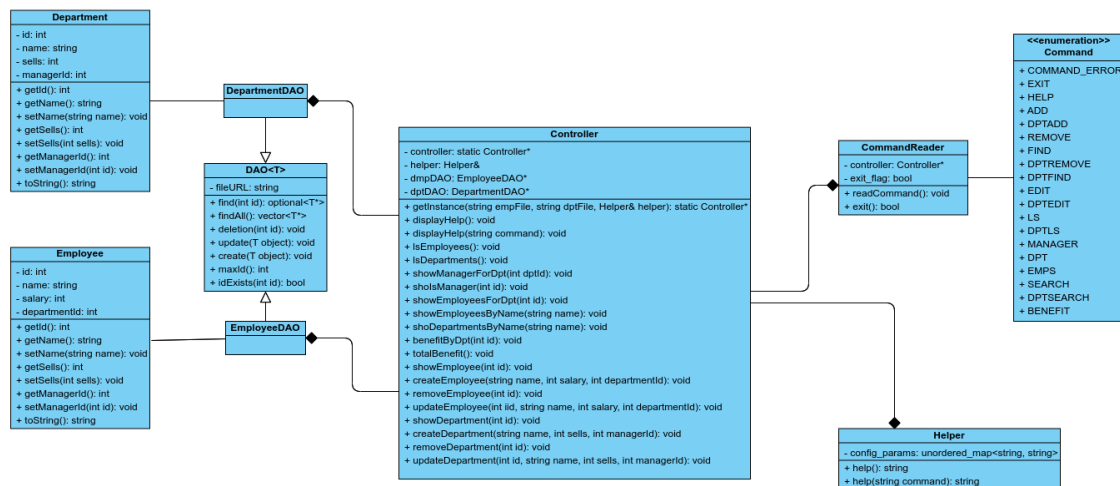 Department
- id: int
- name: string
- sells: int
- managerId: int
+ getId(): int
+ getName(): string
+ setName(string name): void
+ getSells(): int
+ setSells(int sells): void
+ getManagerId(): int
+ setManagerId(int id): void
+ toString(): string
DepartmentDAO
DAO<T>
- fileURL: string
+ find(int id): optional<T*>
+ findAll(): vector<T*>
+ deletion(int id): void
+ update(T object): void
+ create(T object): void
+ maxId(): int
+ idExists(int id): bool
Employee
- id: int
- name: string
- salary: int
- departmentId: int
+ getId(): int
+ getName(): string
+ setName(string name): void
+ getSells(): int
+ setSells(int sells): void
+ getManagerId(): int
+ setManagerId(int id): void
+ toString(): string
EmployeeDAO
Controller
- controller: static Controller*
- helper: Helper&
- dmpDAO: EmployeeDAO*
- dptDAO: DepartmentDAO*
+ getInstance(string empFile, string dptFile, Helper& helper): static Controller*
+ displayHelp(): void
+ displayHelp(string command): void
+ lsEmployees(): void
+ lsDepartments(): void
+ showManagerForDpt(int dptId): void
+ shoIsManager(int id): void
+ showEmployeesForDpt(int id): void
+ showEmployeesByName(string name): void
+ shoDepartmentsByName(string name): void
+ benefitByDpt(int id): void
+ totalBenefit(): void
+ showEmployee(int id): void
+ createEmployee(string name, int salary, int departmentId): void
+ removeEmployee(int id): void
+ updateEmployee(int iid, string name, int salary, int departmentId): void
+ showDepartment(int id): void
+ createDepartment(string name, int sells, int managerId): void
+ removeDepartment(int id): void
+ updateDepartment(int id, string name, int sells, int managerId): void
CommandReader
- controller: Controller*
- exit_flag: bool
+ readCommand(): void
+ exit(): bool
<<enumeration>>
Command
+ COMMAND_ERROR
+ EXIT
+ HELP
+ ADD
+ DPTADD
+ REMOVE
+ FIND
+ DPTREMOVE
+ DPTFIND
+ EDIT
+ DPTEDIT
+ LS
+ DPTLS
+ MANAGER
+ DPT
+ EMPS
+ SEARCH
+ DPTSEARCH
+ BENEFIT
Helper
- config_params: unordered_map<string, string>
+ help(): string
+ help(string command): string